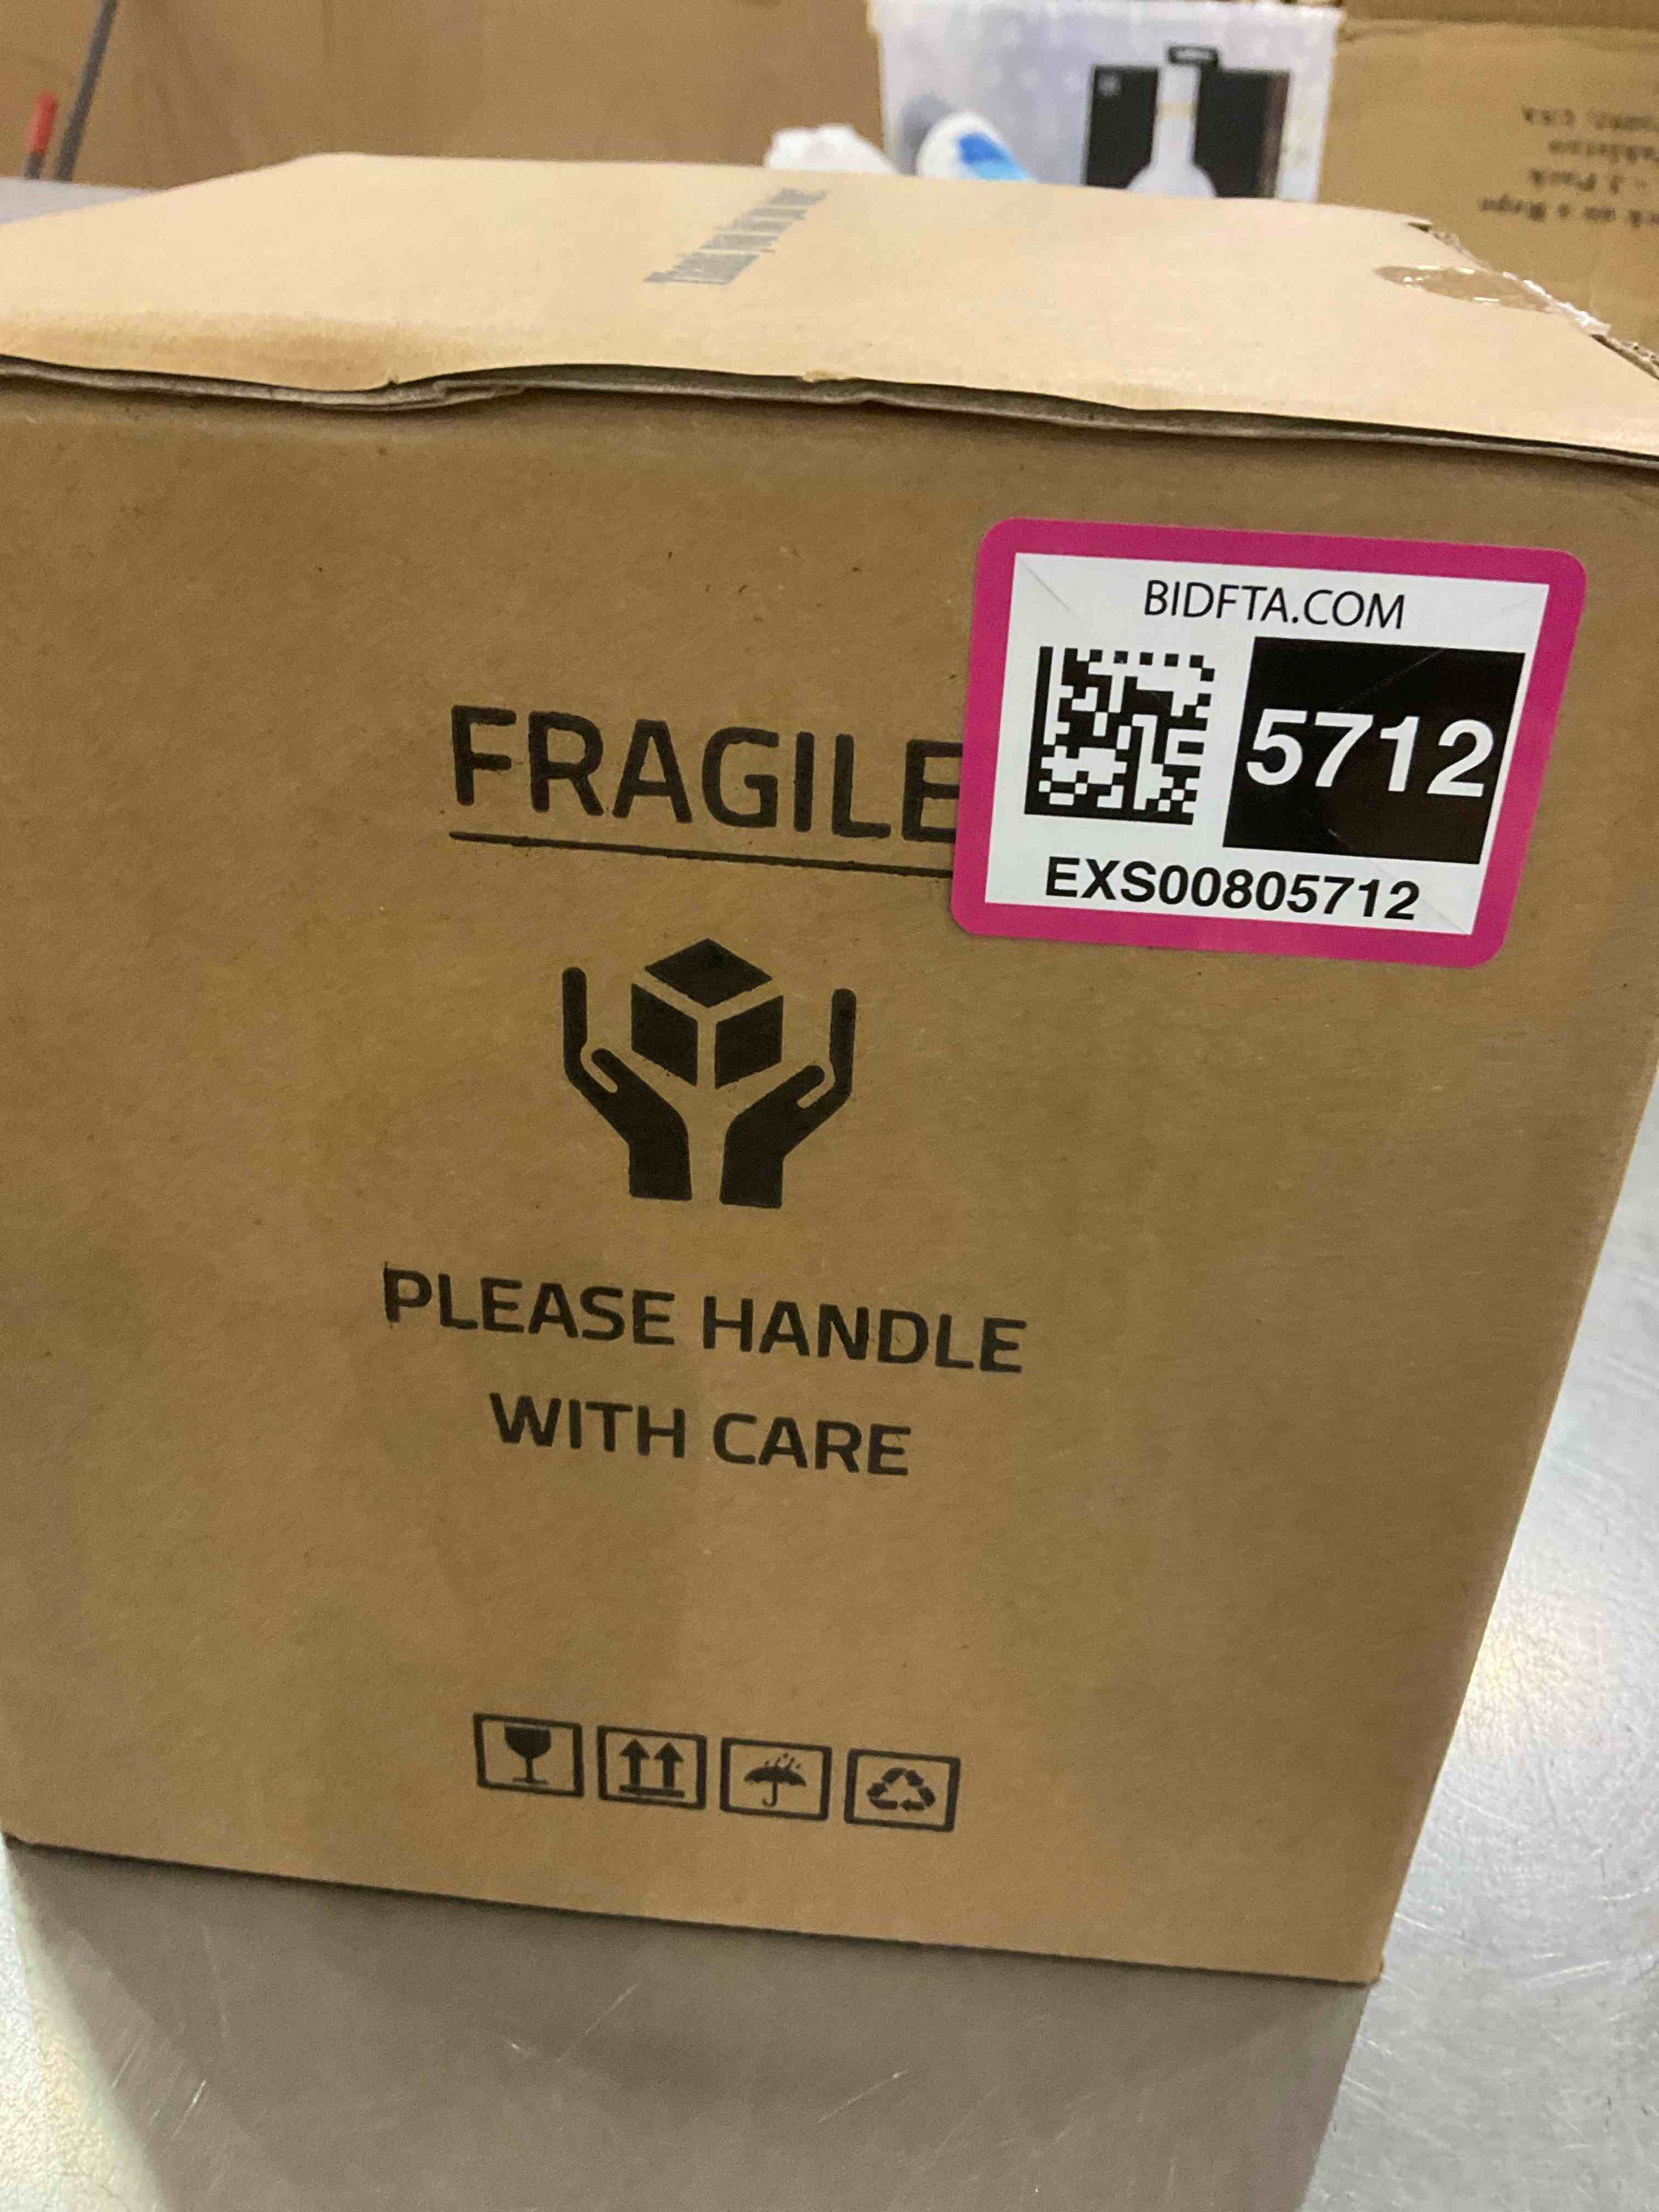 BIDFTA.COM
5712
EXS00805712
FRAGILE
PLEASE HANDLE
WITH CARE